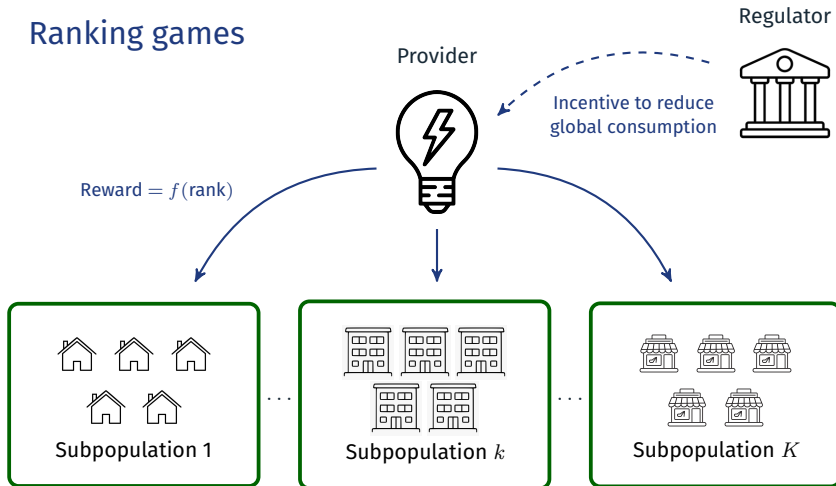 Ranking games
Regulator
Provider
Incentive to reduce
global consumption
Reward = f(rank)
Subpopulation 1
...
Subpopulation k
...
Subpopulation K